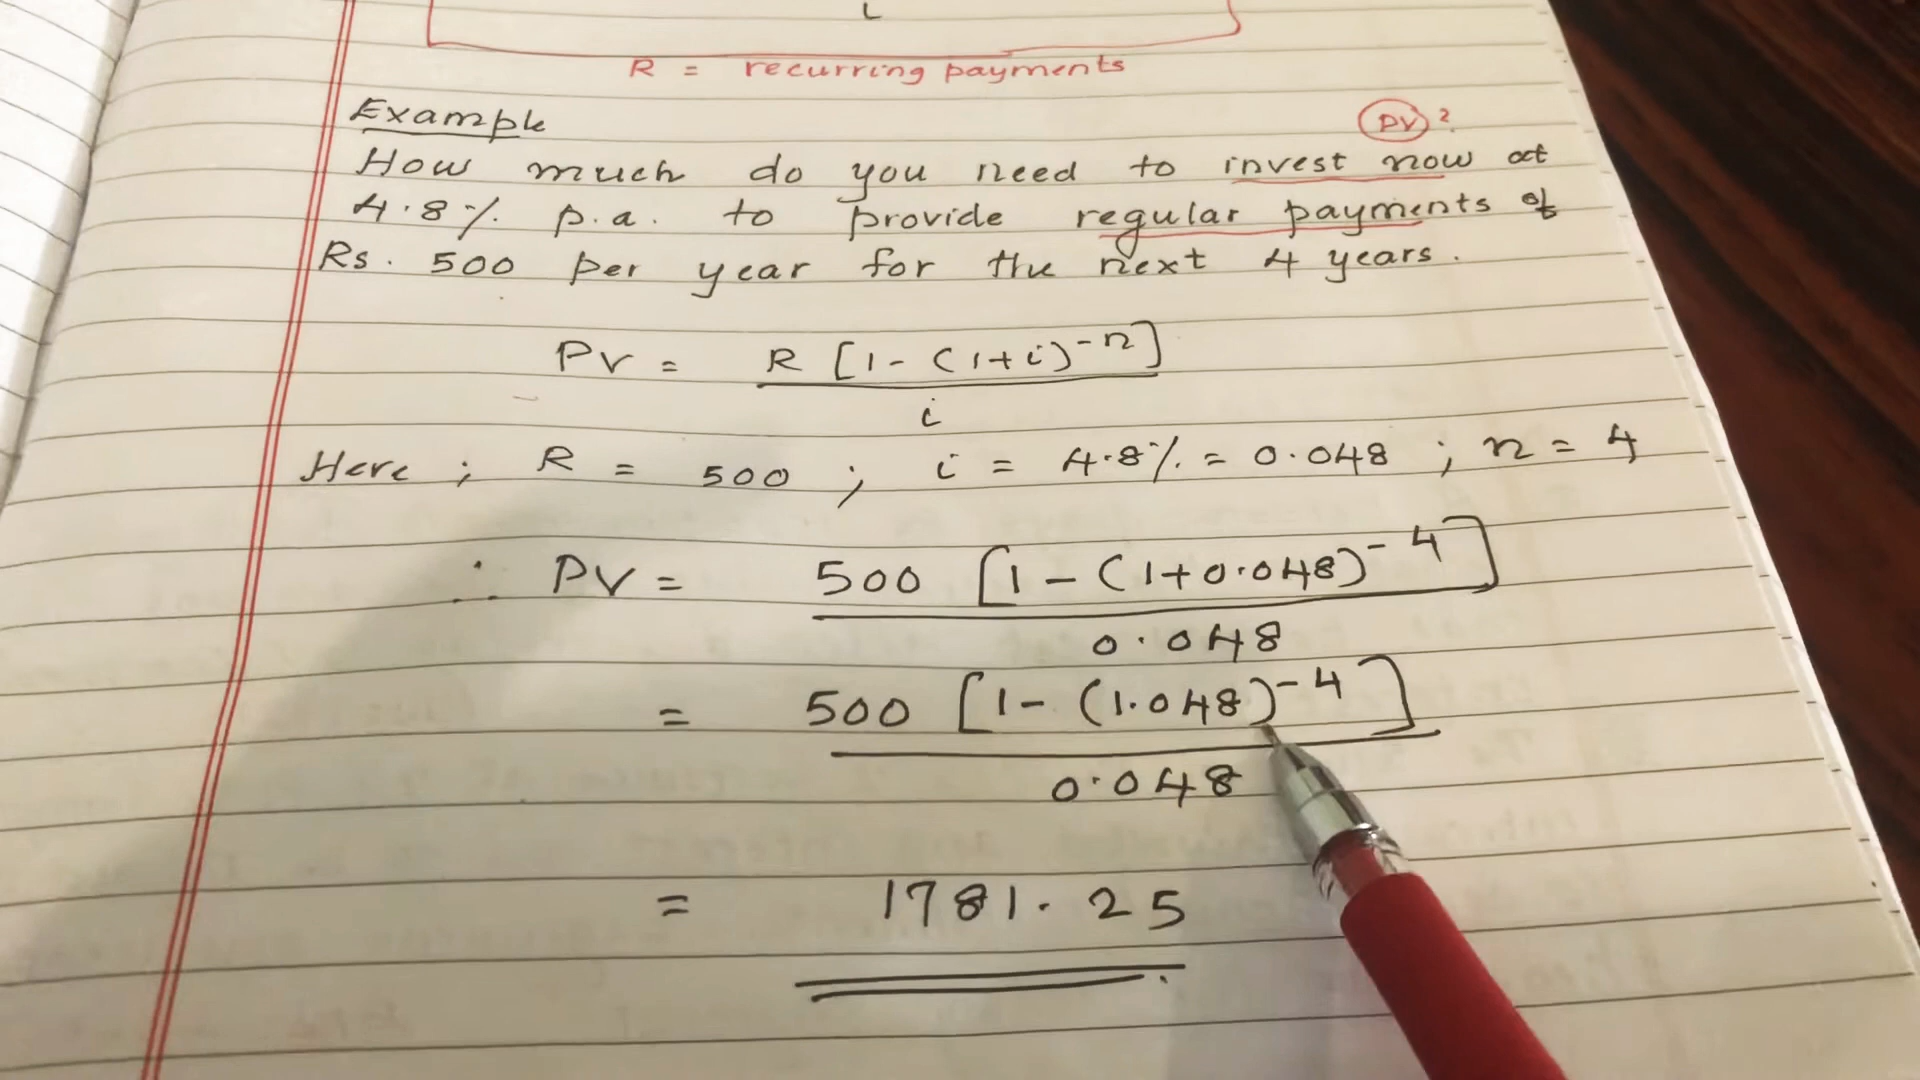 R = recurring payments
Example
PV ?
How much do you need to invest now at
4.8% p.a. to provide regular payments of
Rs. 500 per year for the next 4 years.
PV = R [1 - (1+i)^-n]
i
Here ; R = 500 ; i = 4.8% = 0.048 ; n = 4
∴ PV = 500 [1 - (1+0.048)^-4]
0.048
= 500 [1 - (1.048)^-4]
0.048
= 1781.25